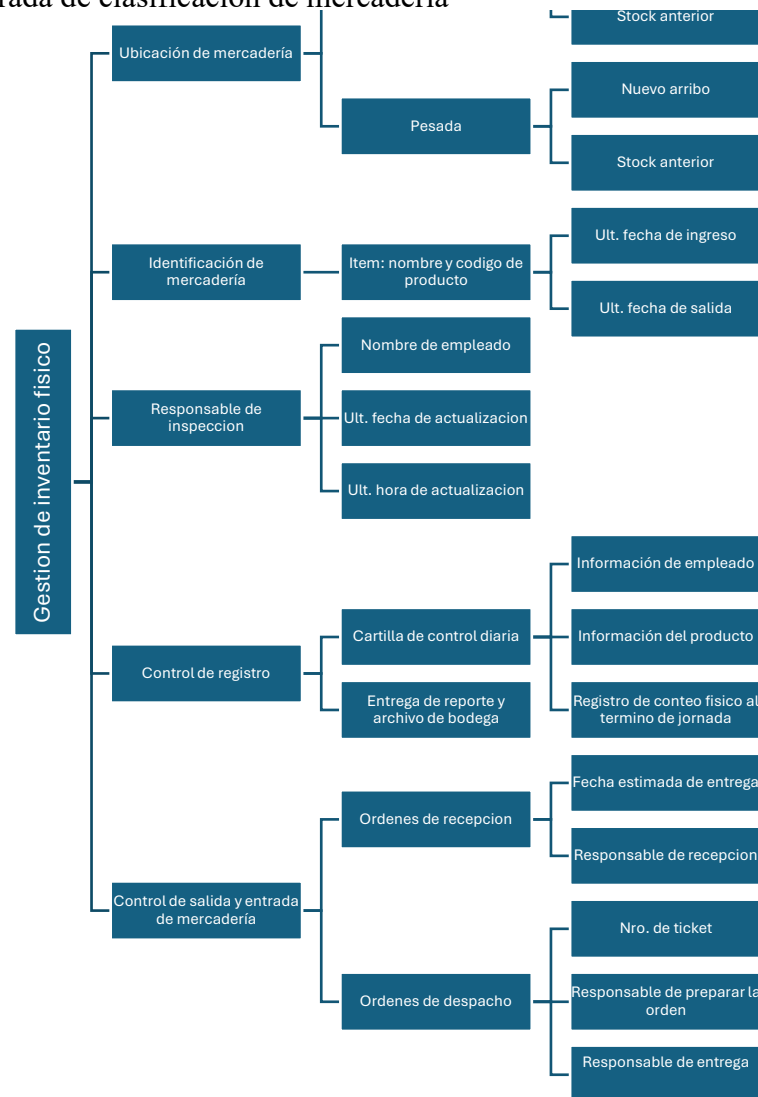 de clasificación de mercadería
Stock anterior
Ubicación de mercadería
Nuevo arribo
Pesada
Stock anterior
Ult. fecha de ingreso
Identificación de
mercadería
Item: nombre y codigo de
producto
Ult. fecha de salida
Nombre de empleado
Gestion de inventario fisico
Responsable de
inspeccion
Ult. fecha de actualizacion
Ult. hora de actualizacion
Información de empleado
Cartilla de control diaria
Información del producto
Control de registro
Entrega de reporte y
archivo de bodega
Registro de conteo fisico al
termino de jornada
Fecha estimada de entrega
Ordenes de recepcion
Responsable de recepcion
Control de salida y entrada
de mercadería
Nro. de ticket
Ordenes de despacho
Responsable de preparar la
orden
Responsable de entrega